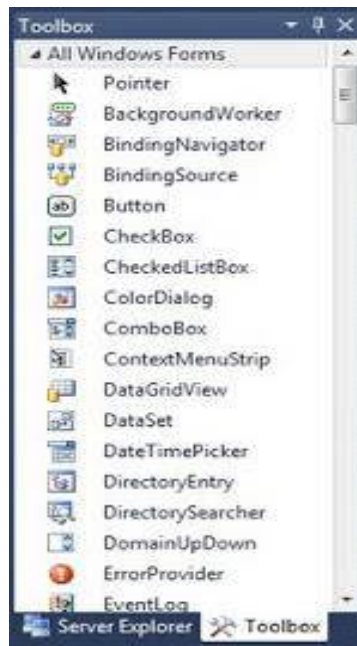 Toolbox
All Windows Forms
Pointer
BackgroundWorker
BindingNavigator
BindingSource
ab Button
CheckBox
CheckedListBox
ColorDialog
ComboBox
ContextMenuStrip
DataGridView
DataSet
DateTimePicker
DirectoryEntry
DirectorySearcher
DomainUpDown
ErrorProvider
EventLog
Server Explorer Toolbox